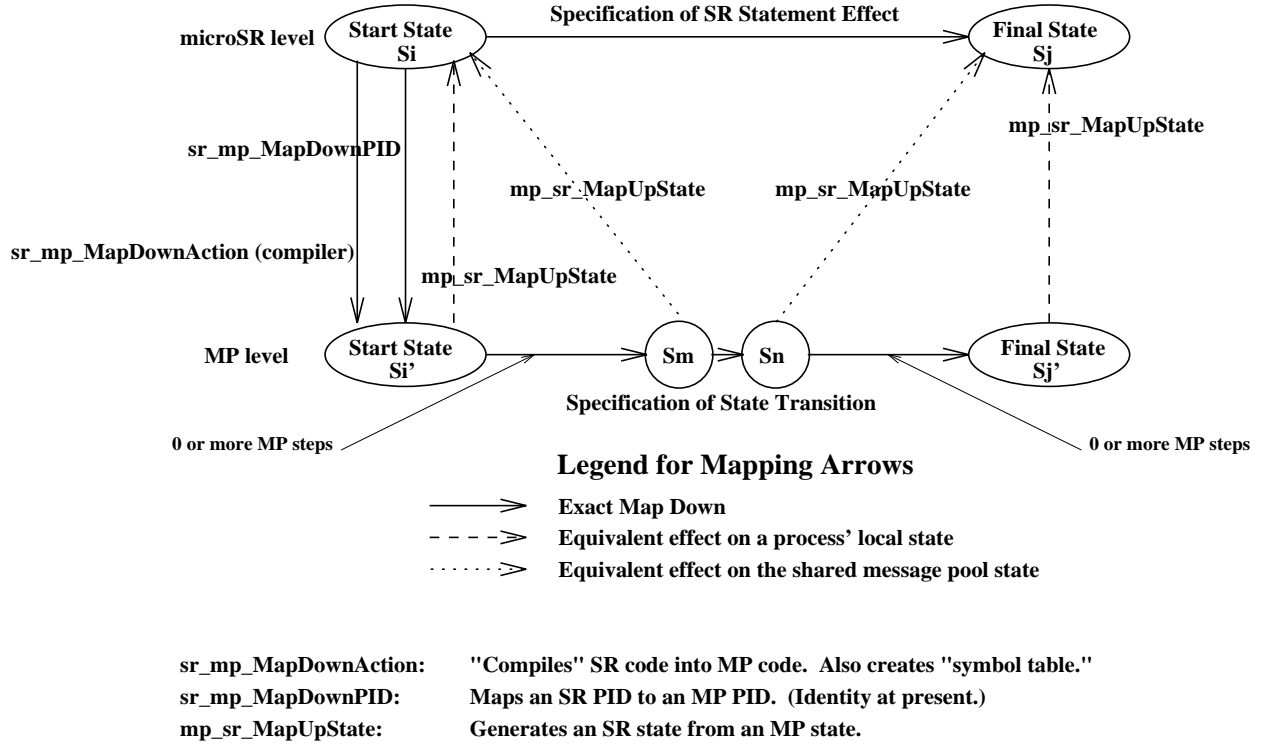 Specification of SR Statement Effect
microSR level
Start State
Si
Final State
Sj
sr_mp_MapDownPID
mp_sr_MapUpState
mp_sr_MapUpState
mp_sr_MapUpState
sr_mp_MapDownAction (compiler)
mp_sr_MapUpState
MP level
Start State
Si’
Sm
Sn
Final State
Sj’
Specification of State Transition
0 or more MP steps
0 or more MP steps
Legend for Mapping Arrows
Exact Map Down
Equivalent effect on a process’ local state
Equivalent effect on the shared message pool state
sr_mp_MapDownAction: "Compiles" SR code into MP code. Also creates "symbol table."
sr_mp_MapDownPID: Maps an SR PID to an MP PID. (Identity at present.)
mp_sr_MapUpState: Generates an SR state from an MP state.